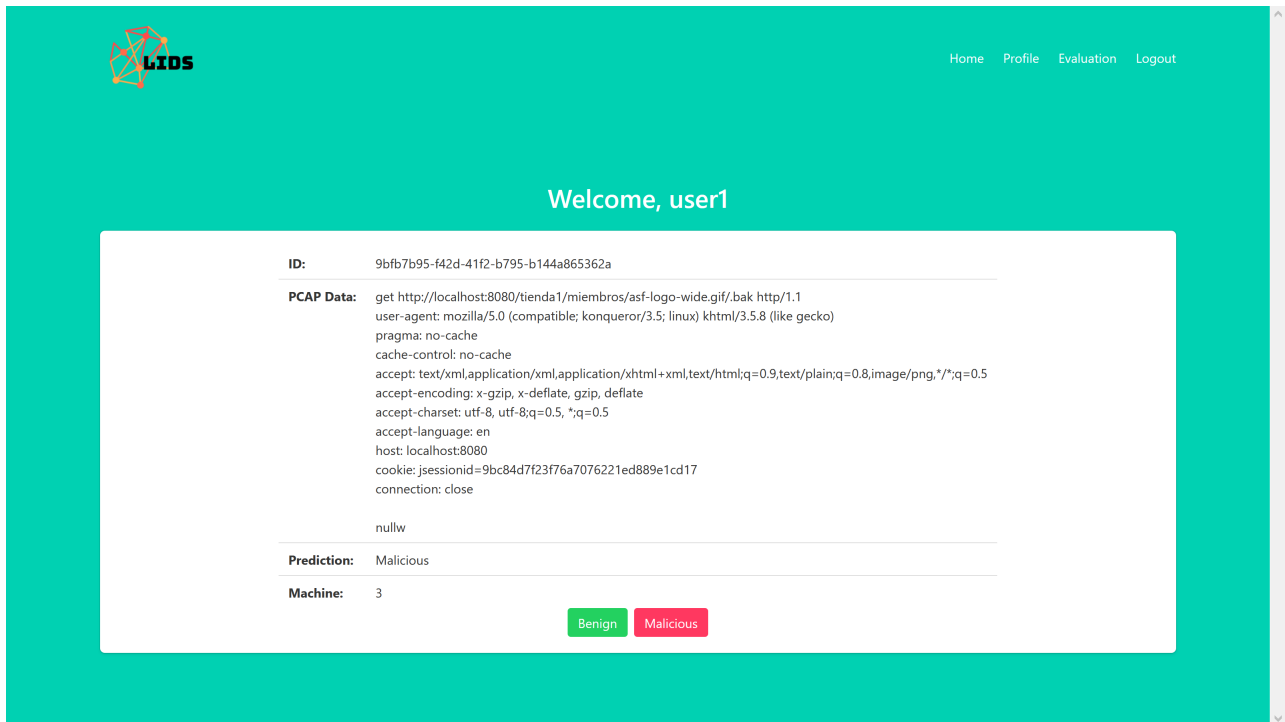 LIDS
Home Profile Evaluation Logout
Welcome, user1
ID: 9bfb7b95-f42d-41f2-b795-b144a865362a
PCAP Data: get http://localhost:8080/tienda1/miembros/asf-logo-wide.gif/.bak http/1.1
user-agent: mozilla/5.0 (compatible; konqueror/3.5; linux) khtml/3.5.8 (like gecko)
pragma: no-cache
cache-control: no-cache
accept: text/xml,application/xml,application/xhtml+xml,text/html;q=0.9,text/plain;q=0.8,image/png,*/*;q=0.5
accept-encoding: x-gzip, x-deflate, gzip, deflate
accept-charset: utf-8, utf-8;q=0.5, *;q=0.5
accept-language: en
host: localhost:8080
cookie: jsessionid=9bc84d7f23f76a7076221ed889e1cd17
connection: close
nullw
Prediction: Malicious
Machine: 3
Benign Malicious